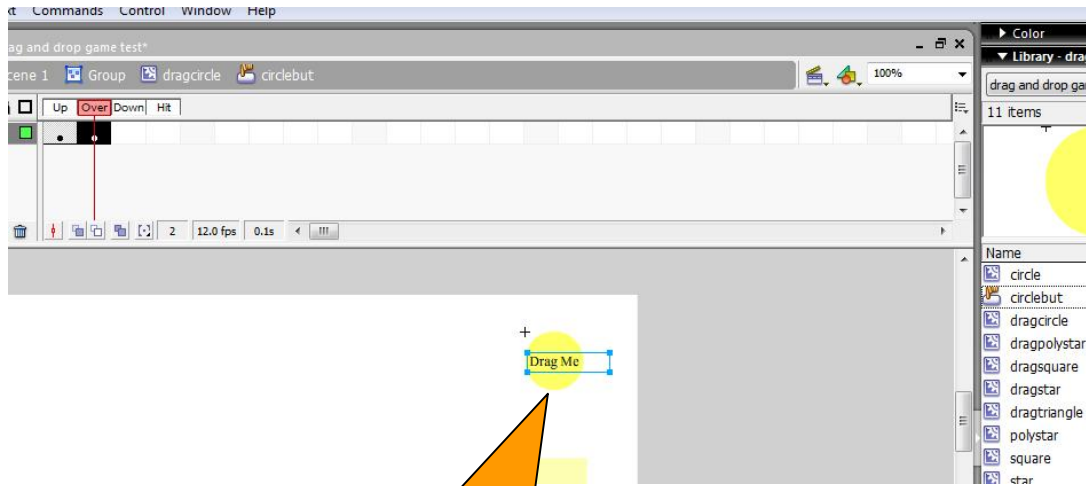 Commands Control Window Help
ag and drop game test*
cene 1 Group dragcircle circlebut
100%
Up Over Down Hit
2 12.0 fps 0.1s
Drag Me
Color
Library - dra
drag and drop ga
11 items
Name
circle
circlebut
dragcircle
dragpolystar
dragsquare
dragstar
dragtriangle
polystar
square
star